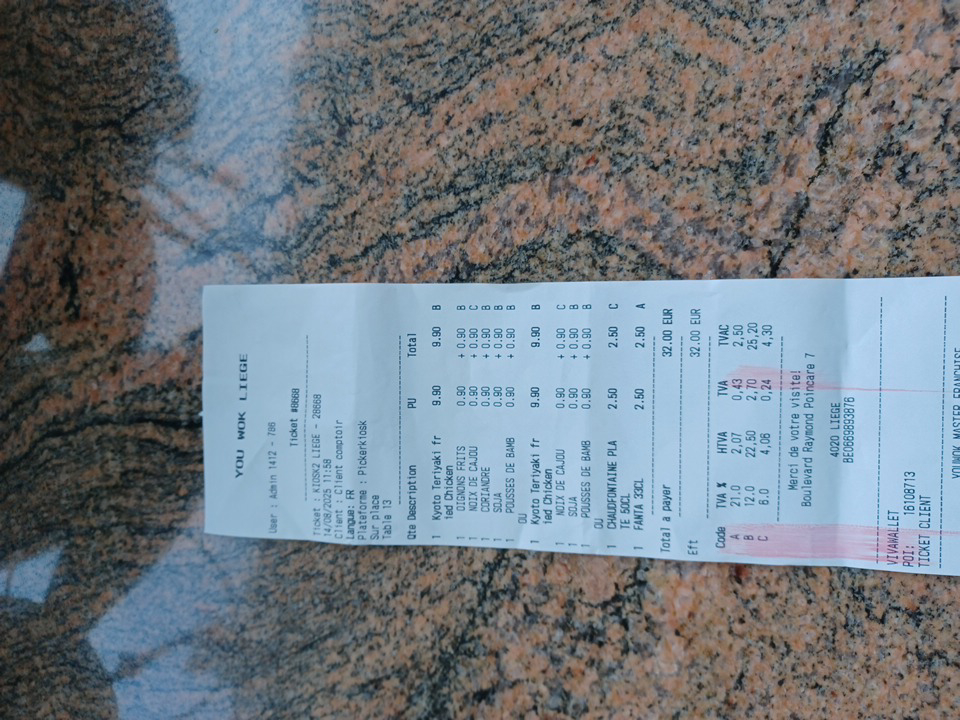 YOU WOK LIEGE
User : Admin 1412 - 786
Ticket #8668
Ticket : KIOSK2 LIEGE - 28668
14/08/2025 11:58
Client : Client comptoir
Langue: FR
Plateforme : Pickerkiosk
Sur place
Table 13
Qte Description PU Total
1 Kyoto Teriyaki fr 9.90 9.90 B
ied Chicken
1 OIGNONS FRITS 0.90 + 0.90 B
1 NOIX DE CAJOU 0.90 + 0.90 C
1 CORIANDRE 0.90 + 0.90 B
1 SOJA 0.90 + 0.90 B
1 POUSSES DE BAMB 0.90 + 0.90 B
OU
1 Kyoto Teriyaki fr 9.90 9.90 B
ied Chicken
1 NOIX DE CAJOU 0.90 + 0.90 C
1 SOJA 0.90 + 0.90 B
1 POUSSES DE BAMB 0.90 + 0.90 B
OU
1 CHAUDFONTAINE PLA 2.50 2.50 C
TE 50CL
1 FANTA 33CL 2.50 2.50 A
Total a payer 32.00 EUR
Eft 32.00 EUR
Code TVA % HTVA TVA TVAC
A 21.0 2,07 0,43 2,50
B 12.0 22,50 2,70 25,20
C 6.0 4,06 0,24 4,30
Merci de votre visite!
Boulevard Raymond Poincare 7
4020 LIEGE
BE0669893876
VIVAWALLET
POI: 16108713
TICKET CLIENT
YOUWOK MASTER FRANCHISE